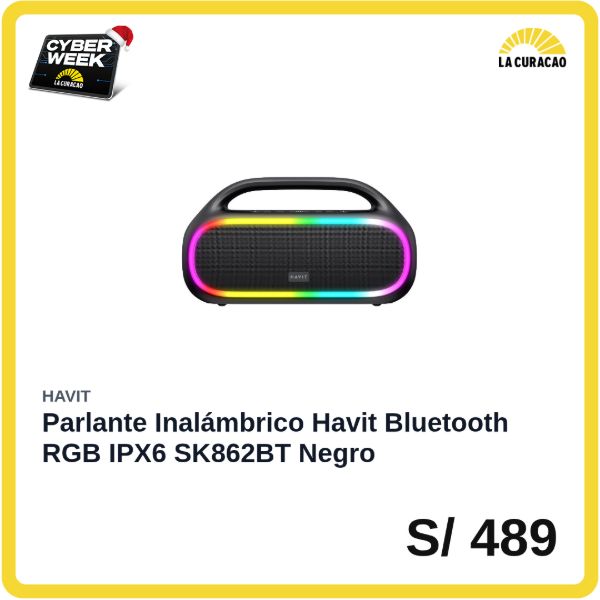 CYBER
WEEK
LA CURACAO
LA CURACAO
HAVIT
HAVIT
Parlante Inalámbrico Havit Bluetooth
RGB IPX6 SK862BT Negro
S/ 489